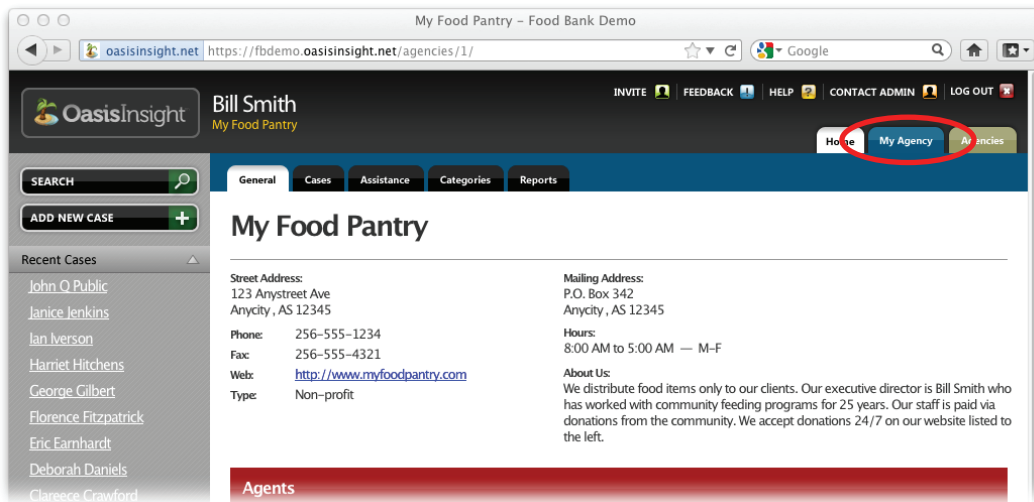 My Food Pantry – Food Bank Demo
oasisinsight.net https://fbdemo.oasisinsight.net/agencies/1/
Google
OasisInsight
Bill Smith
My Food Pantry
INVITE FEEDBACK HELP CONTACT ADMIN LOG OUT
Home My Agency Agencies
SEARCH
ADD NEW CASE
Recent Cases
John Q Public
Janice Jenkins
Ian Iverson
Harriet Hitchens
George Gilbert
Florence Fitzpatrick
Eric Earnhardt
Deborah Daniels
Clareece Crawford
General Cases Assistance Categories Reports
My Food Pantry
Street Address:
123 Anystreet Ave
Anycity , AS 12345
Phone: 256-555-1234
Fax: 256-555-4321
Web: http://www.myfoodpantry.com
Type: Non-profit
Mailing Address:
P.O. Box 342
Anycity , AS 12345
Hours:
8:00 AM to 5:00 AM — M-F
About Us:
We distribute food items only to our clients. Our executive director is Bill Smith who
has worked with community feeding programs for 25 years. Our staff is paid via
donations from the community. We accept donations 24/7 on our website listed to
the left.
Agents